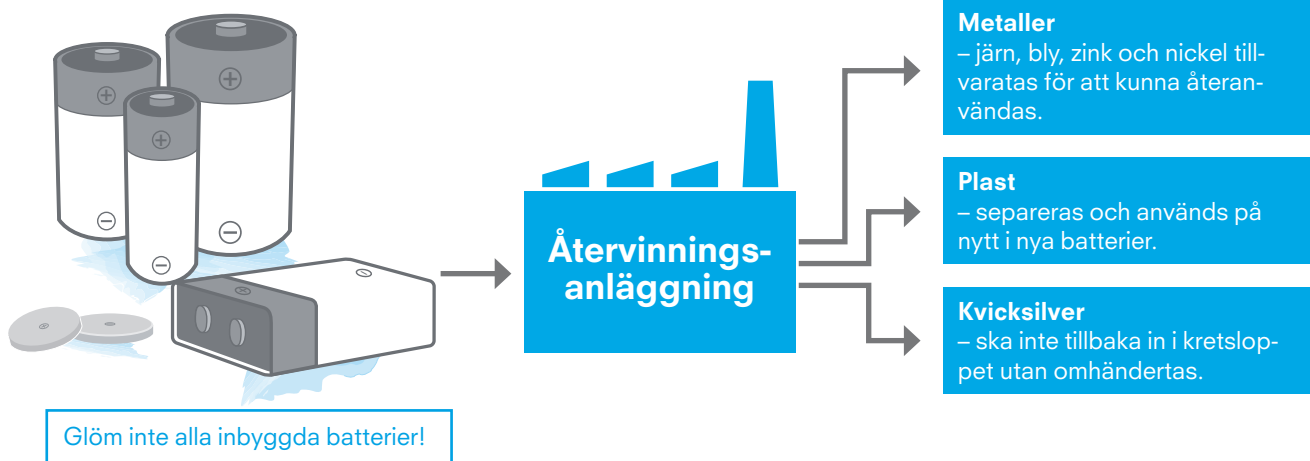 Metaller
– järn, bly, zink och nickel till-
varatas för att kunna återan-
vändas.
Återvinnings-
anläggning
Plast
– separeras och används på
nytt i nya batterier.
Kvicksilver
– ska inte tillbaka in i kretslop-
pet utan omhändertas.
Glöm inte alla inbyggda batterier!